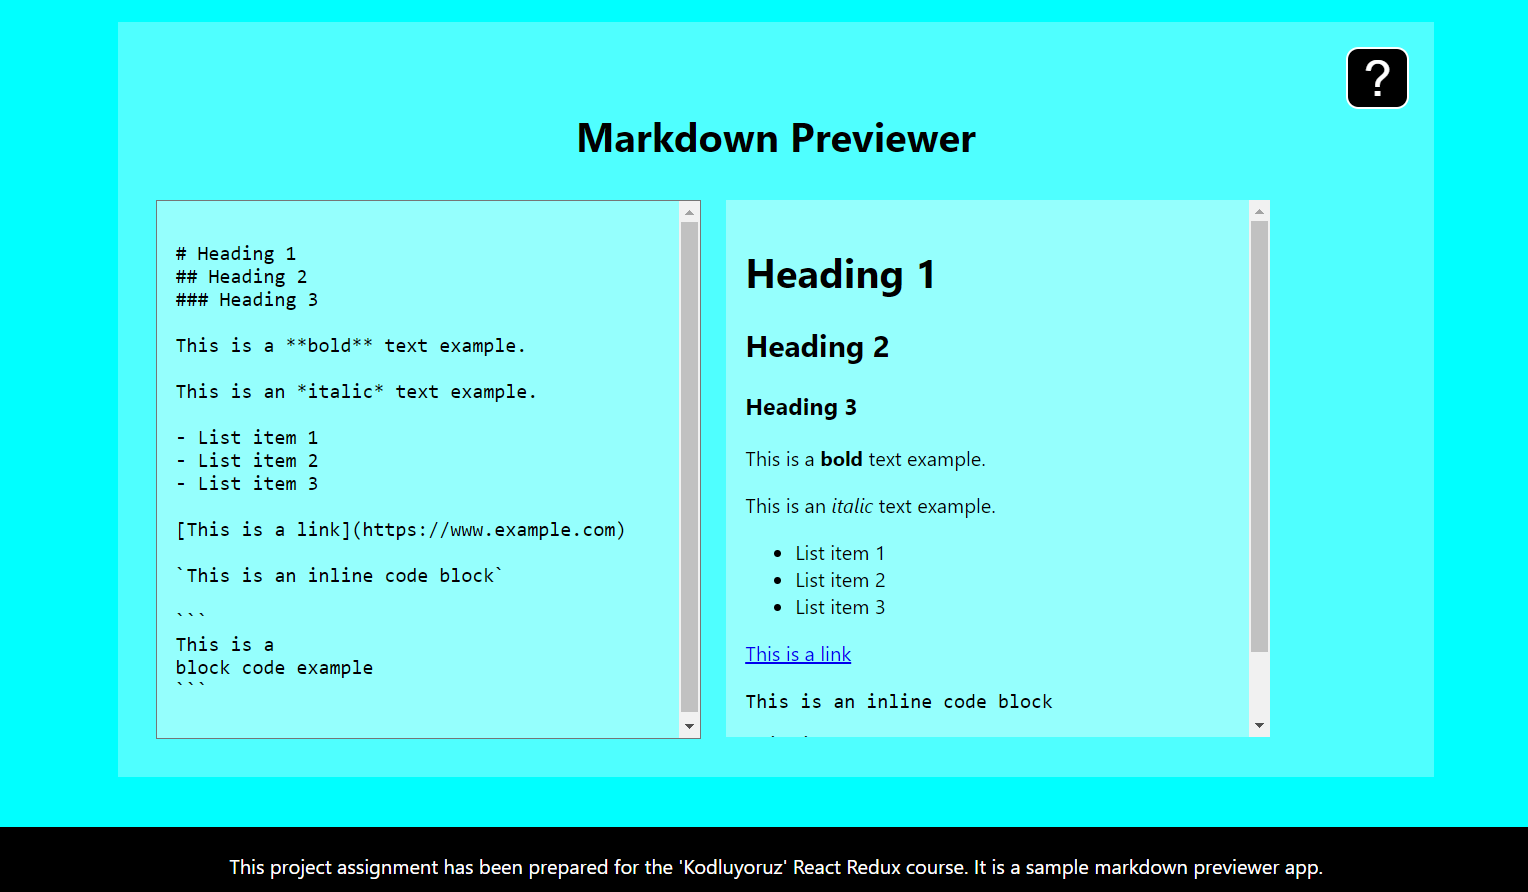 ?
Markdown Previewer
# Heading 1
## Heading 2
### Heading 3
This is a **bold** text example.
This is an *italic* text example.
- List item 1
- List item 2
- List item 3
[This is a link](https://www.example.com)
`This is an inline code block`
```
This is a
block code example
```
Heading 1
Heading 2
Heading 3
This is a bold text example.
This is an italic text example.
• List item 1
• List item 2
• List item 3
This is a link
This is an inline code block
This project assignment has been prepared for the 'Kodluyoruz' React Redux course. It is a sample markdown previewer app.